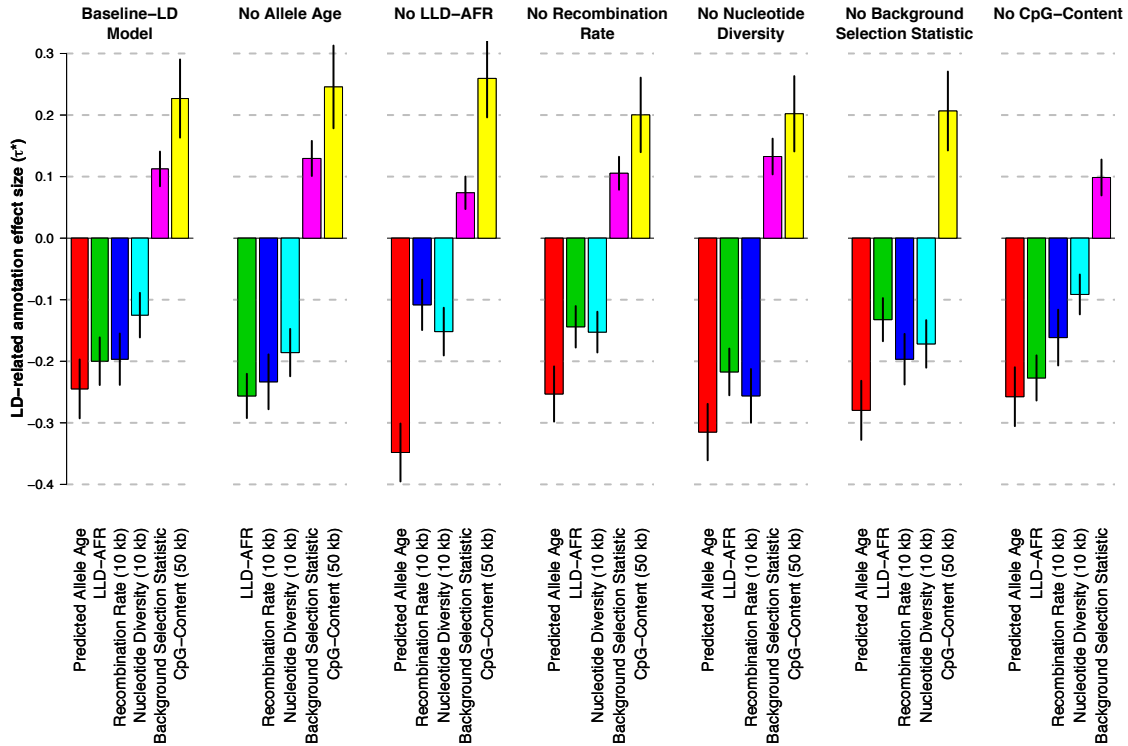 Baseline−LD
Model
No Allele Age
No LLD−AFR
No Recombination
Rate
No Nucleotide
Diversity
No Background
Selection Statistic
No CpG−Content
LD−related annotation effect size (τ*)
0.3
0.2
0.1
0.0
−0.1
−0.2
−0.3
−0.4
Predicted Allele Age
LLD−AFR
Recombination Rate (10 kb)
Nucleotide Diversity (10 kb)
Background Selection Statistic
CpG−Content (50 kb)
LLD−AFR
Recombination Rate (10 kb)
Nucleotide Diversity (10 kb)
Background Selection Statistic
CpG−Content (50 kb)
Predicted Allele Age
Recombination Rate (10 kb)
Nucleotide Diversity (10 kb)
Background Selection Statistic
CpG−Content (50 kb)
Predicted Allele Age
LLD−AFR
Nucleotide Diversity (10 kb)
Background Selection Statistic
CpG−Content (50 kb)
Predicted Allele Age
LLD−AFR
Recombination Rate (10 kb)
Background Selection Statistic
CpG−Content (50 kb)
Predicted Allele Age
LLD−AFR
Recombination Rate (10 kb)
Nucleotide Diversity (10 kb)
CpG−Content (50 kb)
Predicted Allele Age
LLD−AFR
Recombination Rate (10 kb)
Nucleotide Diversity (10 kb)
Background Selection Statistic